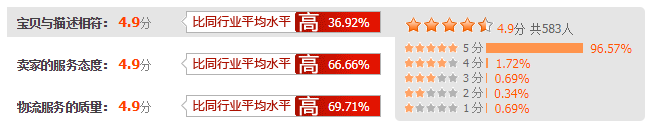 宝贝与描述相符： 4.9分 比同行业平均水平 高 36.92%
卖家的服务态度： 4.9分 比同行业平均水平 高 66.66%
物流服务的质量： 4.9分 比同行业平均水平 高 69.71%
4.9分 共583人
5 分 96.57%
4 分 1.72%
3 分 0.69%
2 分 0.34%
1 分 0.69%